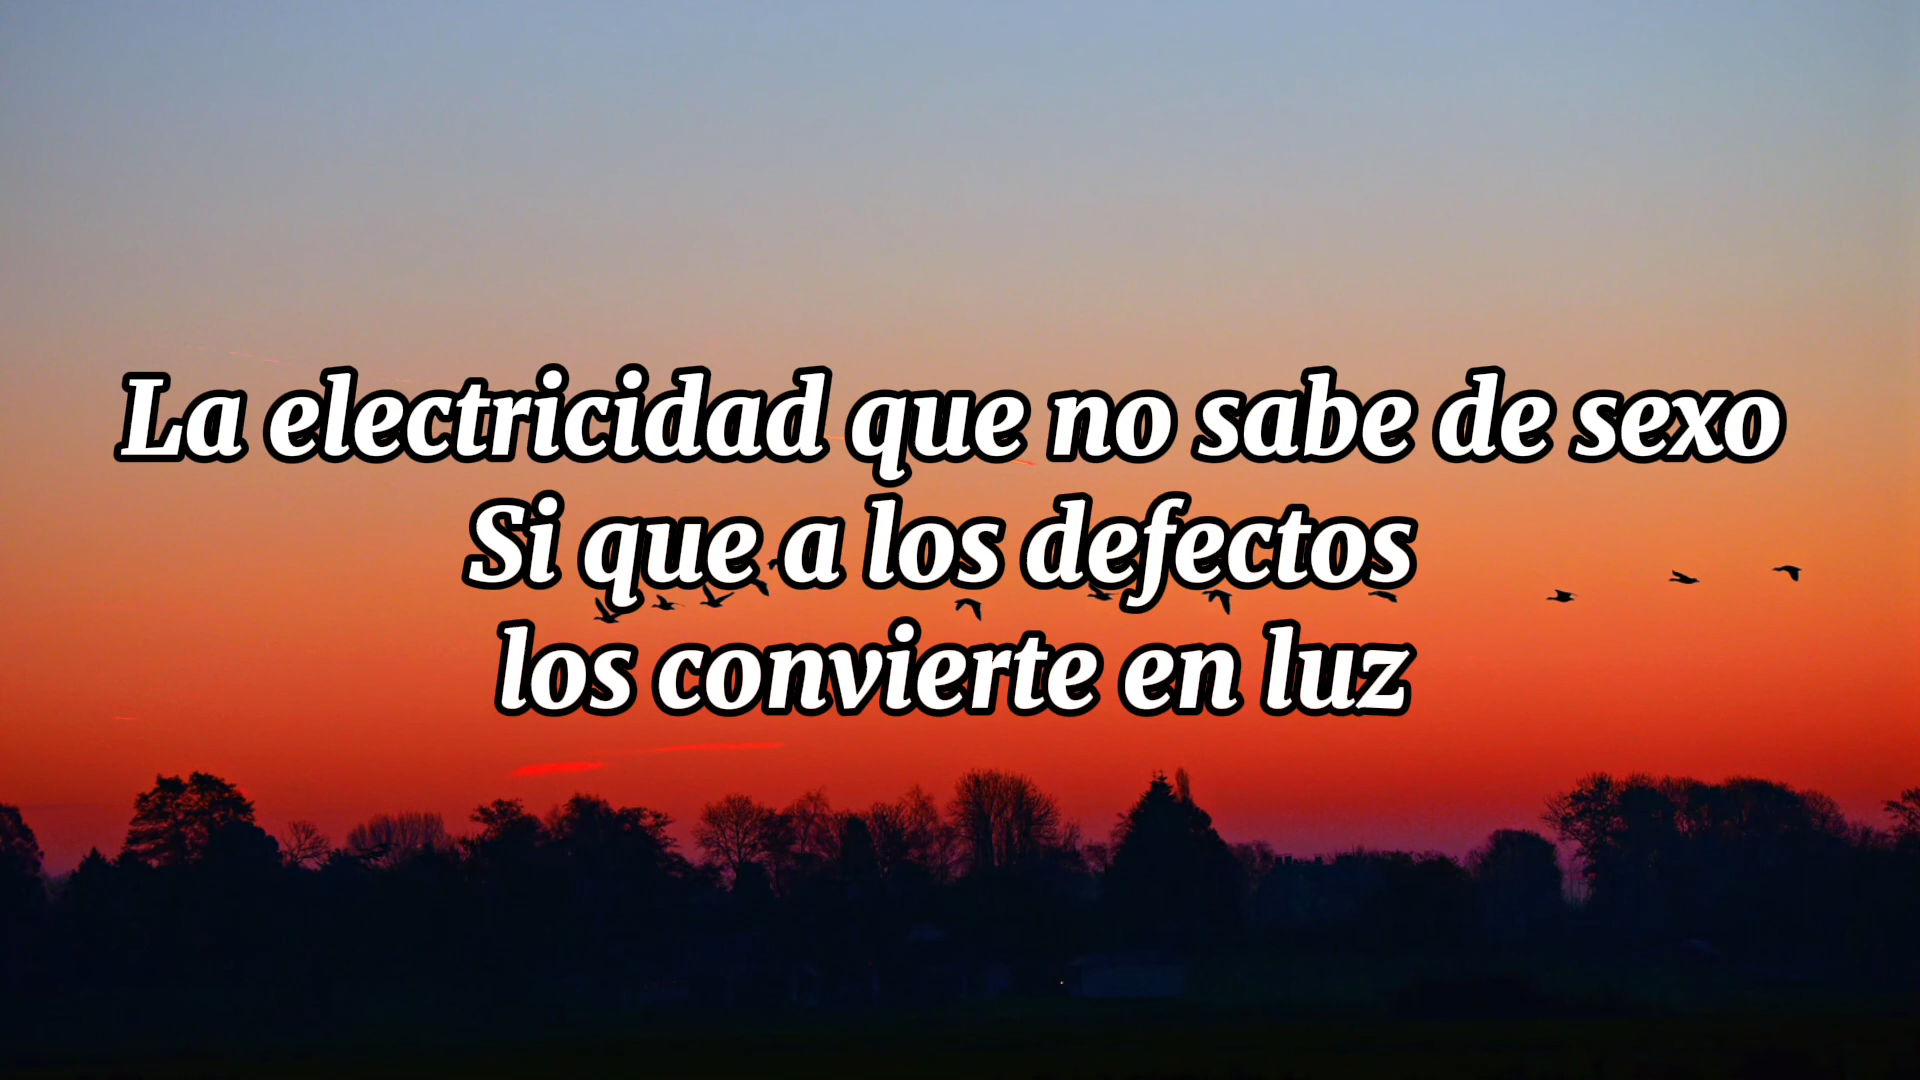 La electricidad que no sabe de sexo
Si que a los defectos
los convierte en luz